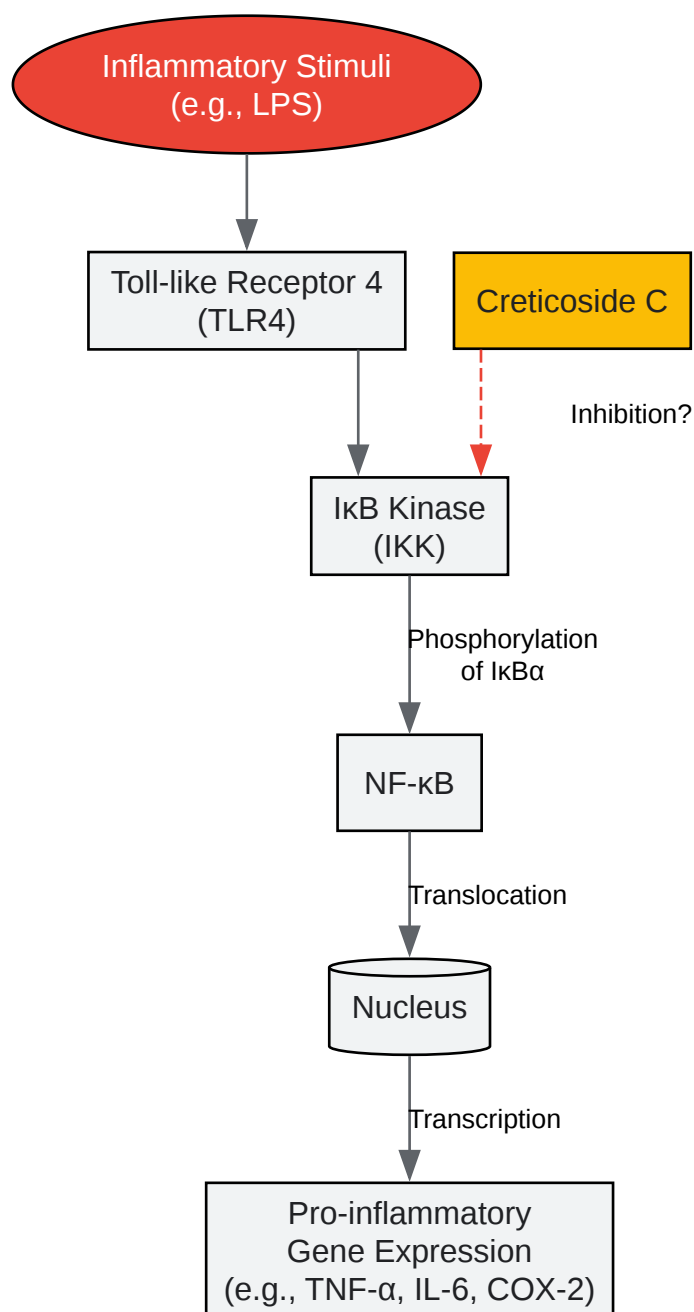 Inflammatory Stimuli
(e.g., LPS)
Toll-like Receptor 4
(TLR4)
Creticoside C
Inhibition?
IκB Kinase
(IKK)
Phosphorylation
of IκBα
NF-κB
Translocation
Nucleus
Transcription
Pro-inflammatory
Gene Expression
(e.g., TNF-α, IL-6, COX-2)